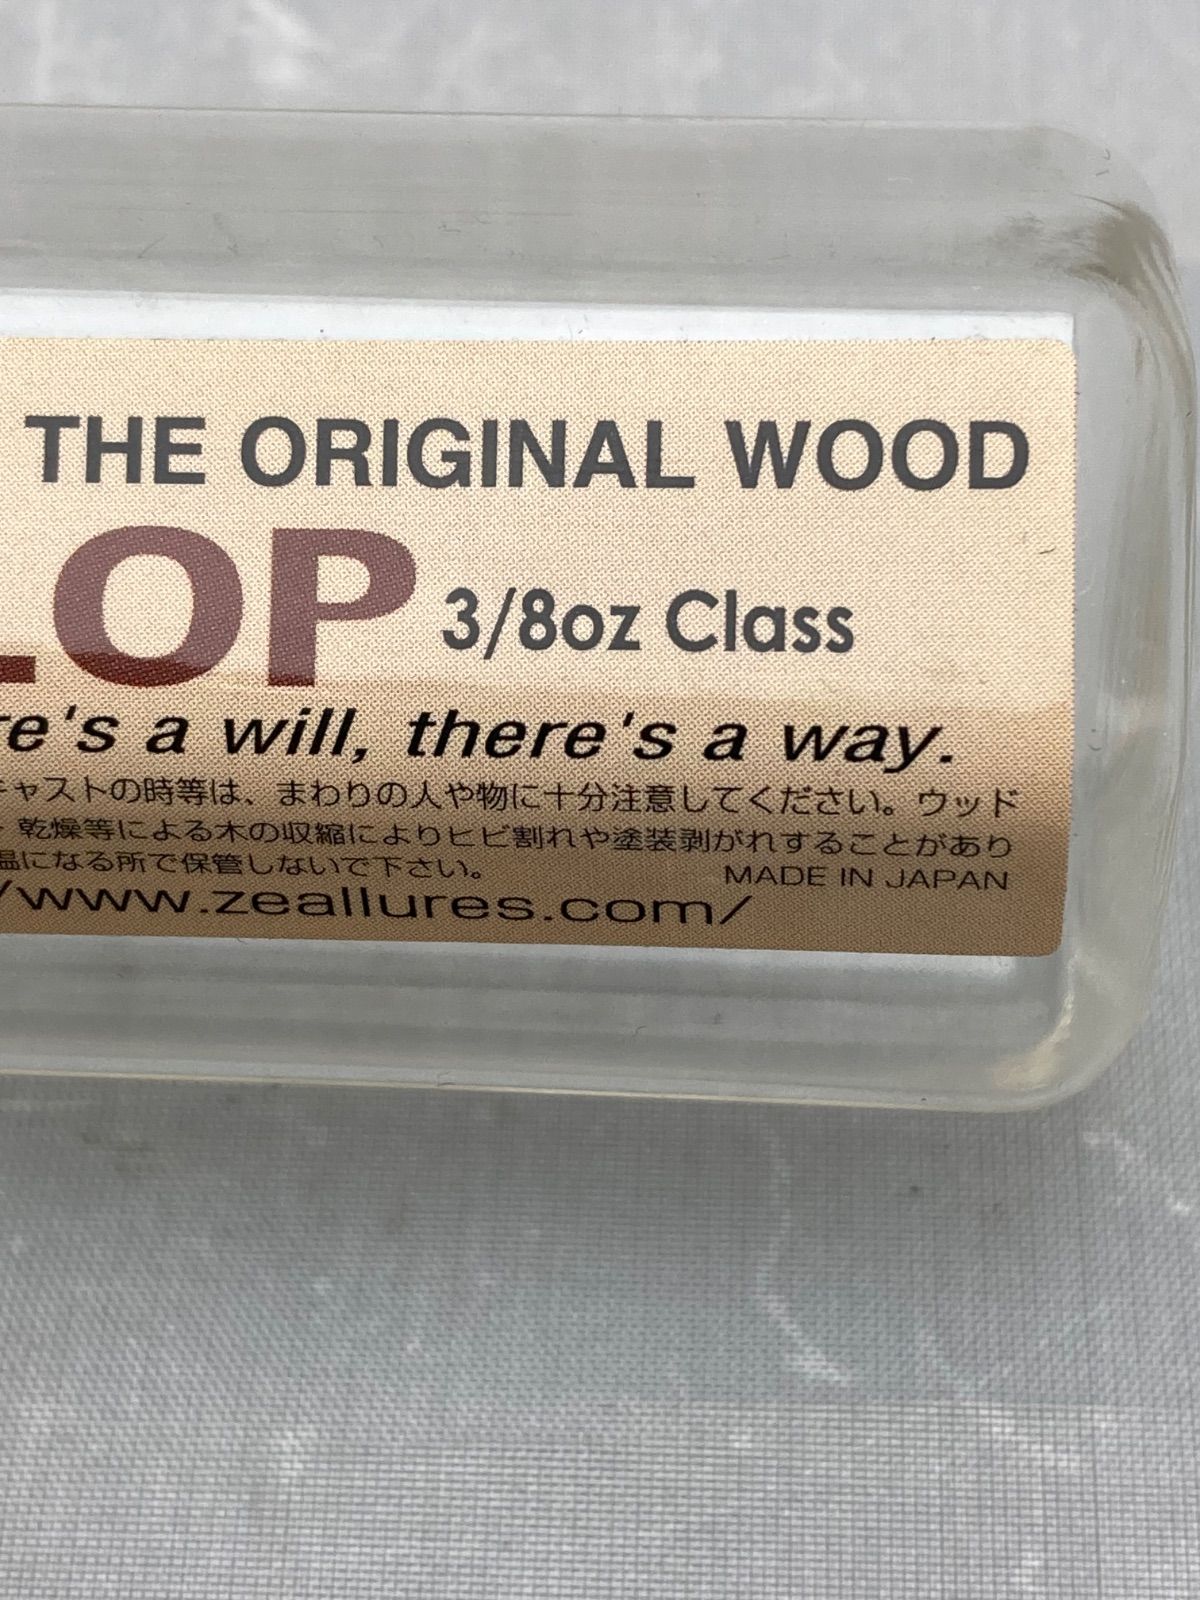 THE ORIGINAL WOOD
LOP 3/8oz Class
re's a will, there's a way.
キャストの時等は、まわりの人や物に十分注意してください。ウッド
乾燥等による木の収縮によりヒビ割れや塗装剥がれすることがあり
温になる所で保管しないで下さい。 MADE IN JAPAN
/www.zeallures.com/